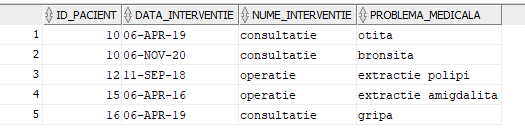 ID_PACIENT DATA_INTERVENTIE NUME_INTERVENTIE PROBLEMA_MEDICALA
1 10 06-APR-19 consultatie otita
2 10 06-NOV-20 consultatie bronsita
3 12 11-SEP-18 operatie extractie polipi
4 15 06-APR-16 operatie extractie amigdalita
5 16 06-APR-19 consultatie gripa